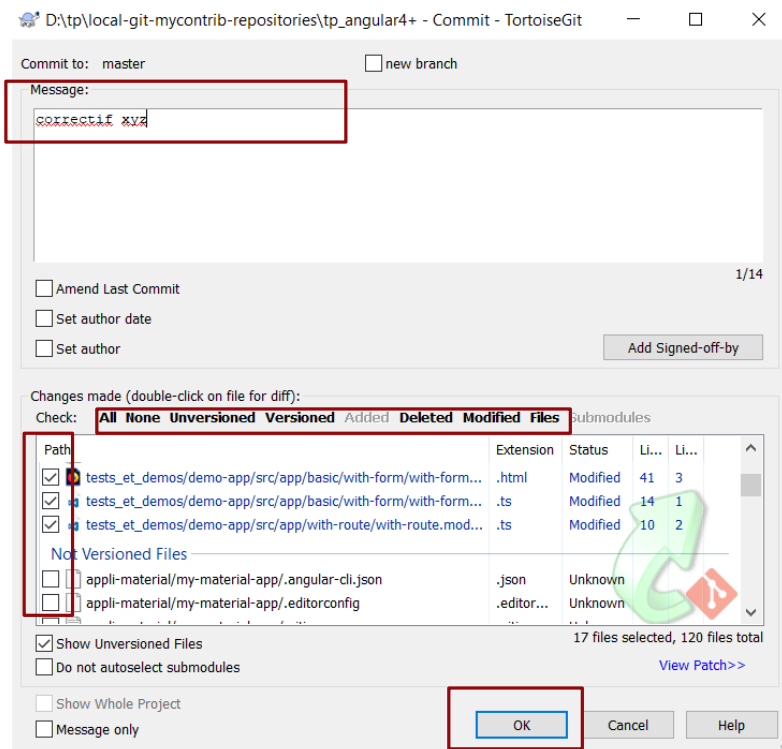 D:\tp\local-git-mycontrib-repositories\tp_angular4+ - Commit - TortoiseGit
Commit to: master new branch
Message:
correctif xyz
1/14
Amend Last Commit
Set author date
Set author Add Signed-off-by
Changes made (double-click on file for diff):
Check: All None Unversioned Versioned Added Deleted Modified Files Submodules
Path Extension Status Li... Li...
tests_et_demos/demo-app/src/app/basic/with-form/with-form... .html Modified 41 3
tests_et_demos/demo-app/src/app/basic/with-form/with-form... .ts Modified 14 1
tests_et_demos/demo-app/src/app/with-route/with-route.mod... .ts Modified 10 2
Not Versioned Files
appli-material/my-material-app/.angular-cli.json .json Unknown
appli-material/my-material-app/.editorconfig .editor... Unknown
Show Unversioned Files 17 files selected, 120 files total
Do not autoselect submodules View Patch>>
Show Whole Project
Message only OK Cancel Help